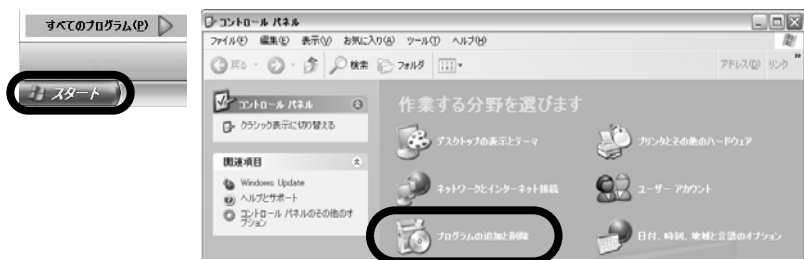 すべてのプログラム(P)
スタート
コントロール パネル
ファイル(F) 編集(E) 表示(V) お気に入り(A) ツール(T) ヘルプ(H)
戻る 検索 フォルダ アドレス(D) リンク »
コントロール パネル
クラシック表示に切り替える
関連項目
Windows Update
ヘルプとサポート
コントロール パネルのその他のオプション
作業する分野を選びます
デスクトップの表示とテーマ
プリンタとその他のハードウェア
ネットワークとインターネット接続
ユーザー アカウント
プログラムの追加と削除
日付、時刻、地域と言語のオプション